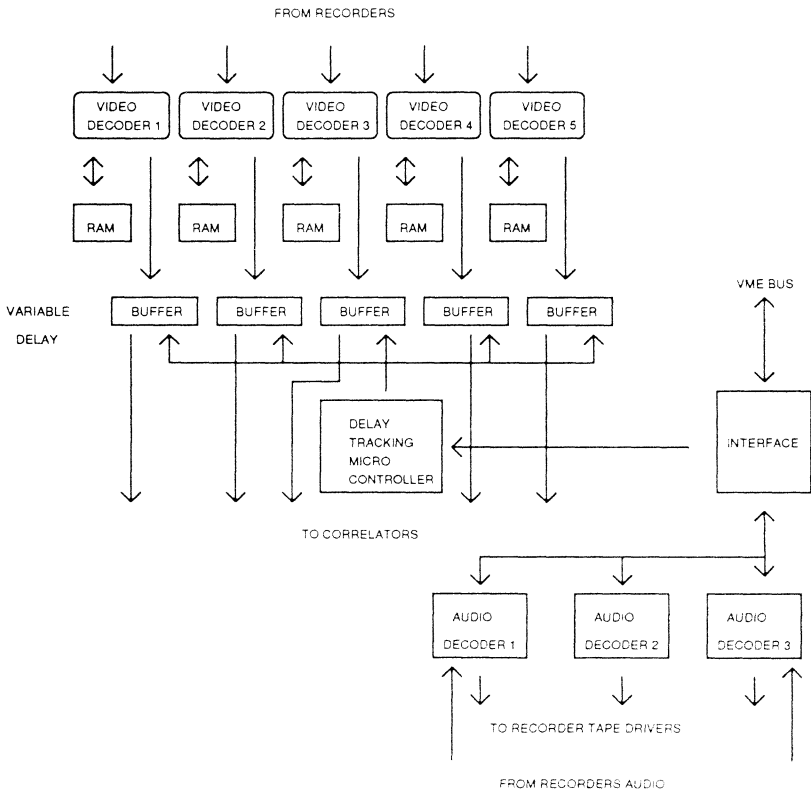 FROM RECORDERS
VIDEO
DECODER 1
VIDEO
DECODER 2
VIDEO
DECODER 3
VIDEO
DECODER 4
VIDEO
DECODER 5
RAM
RAM
RAM
RAM
RAM
VARIABLE
DELAY
BUFFER
BUFFER
BUFFER
BUFFER
BUFFER
VME BUS
DELAY
TRACKING
MICRO
CONTROLLER
INTERFACE
TO CORRELATORS
AUDIO
DECODER 1
AUDIO
DECODER 2
AUDIO
DECODER 3
TO RECORDER TAPE DRIVERS
FROM RECORDERS AUDIO